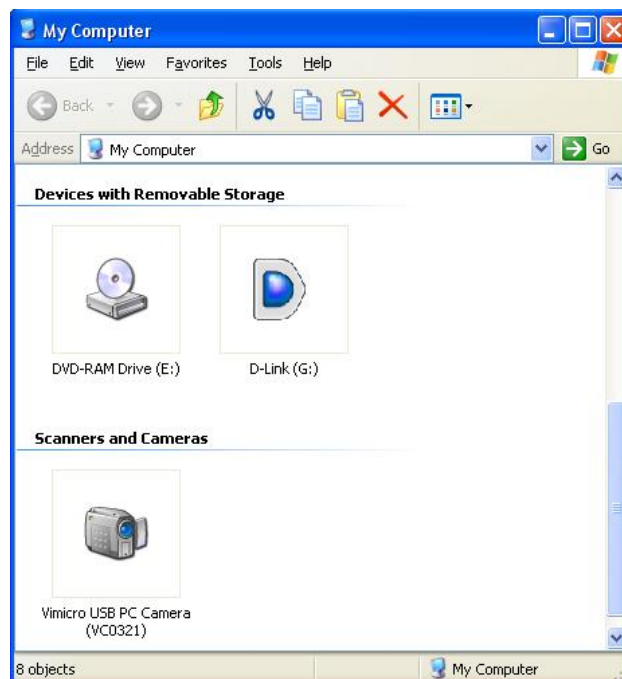 My Computer
File Edit View Favorites Tools Help
Back
Address My Computer Go
Devices with Removable Storage
DVD-RAM Drive (E:) D-Link (G:)
Scanners and Cameras
Vimicro USB PC Camera
(VC0321)
8 objects My Computer